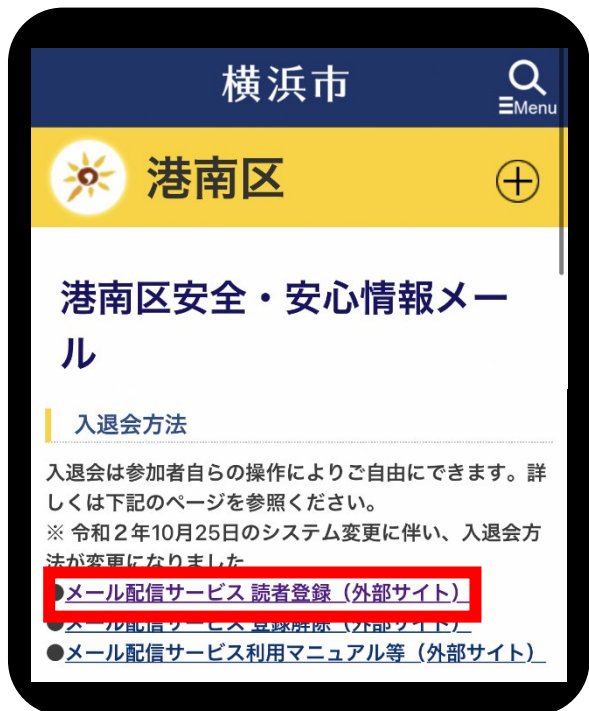 横浜市
Menu
港南区
港南区安全・安心情報メー
ル
入退会方法
入退会は参加者自らの操作によりご自由にできます。詳
しくは下記のページを参照ください。
※ 令和２年10月25日のシステム変更に伴い、入退会方
法が変更になりました
●メール配信サービス 読者登録（外部サイト）
●メール配信サービス 登録解除（外部サイト）
●メール配信サービス利用マニュアル等（外部サイト）